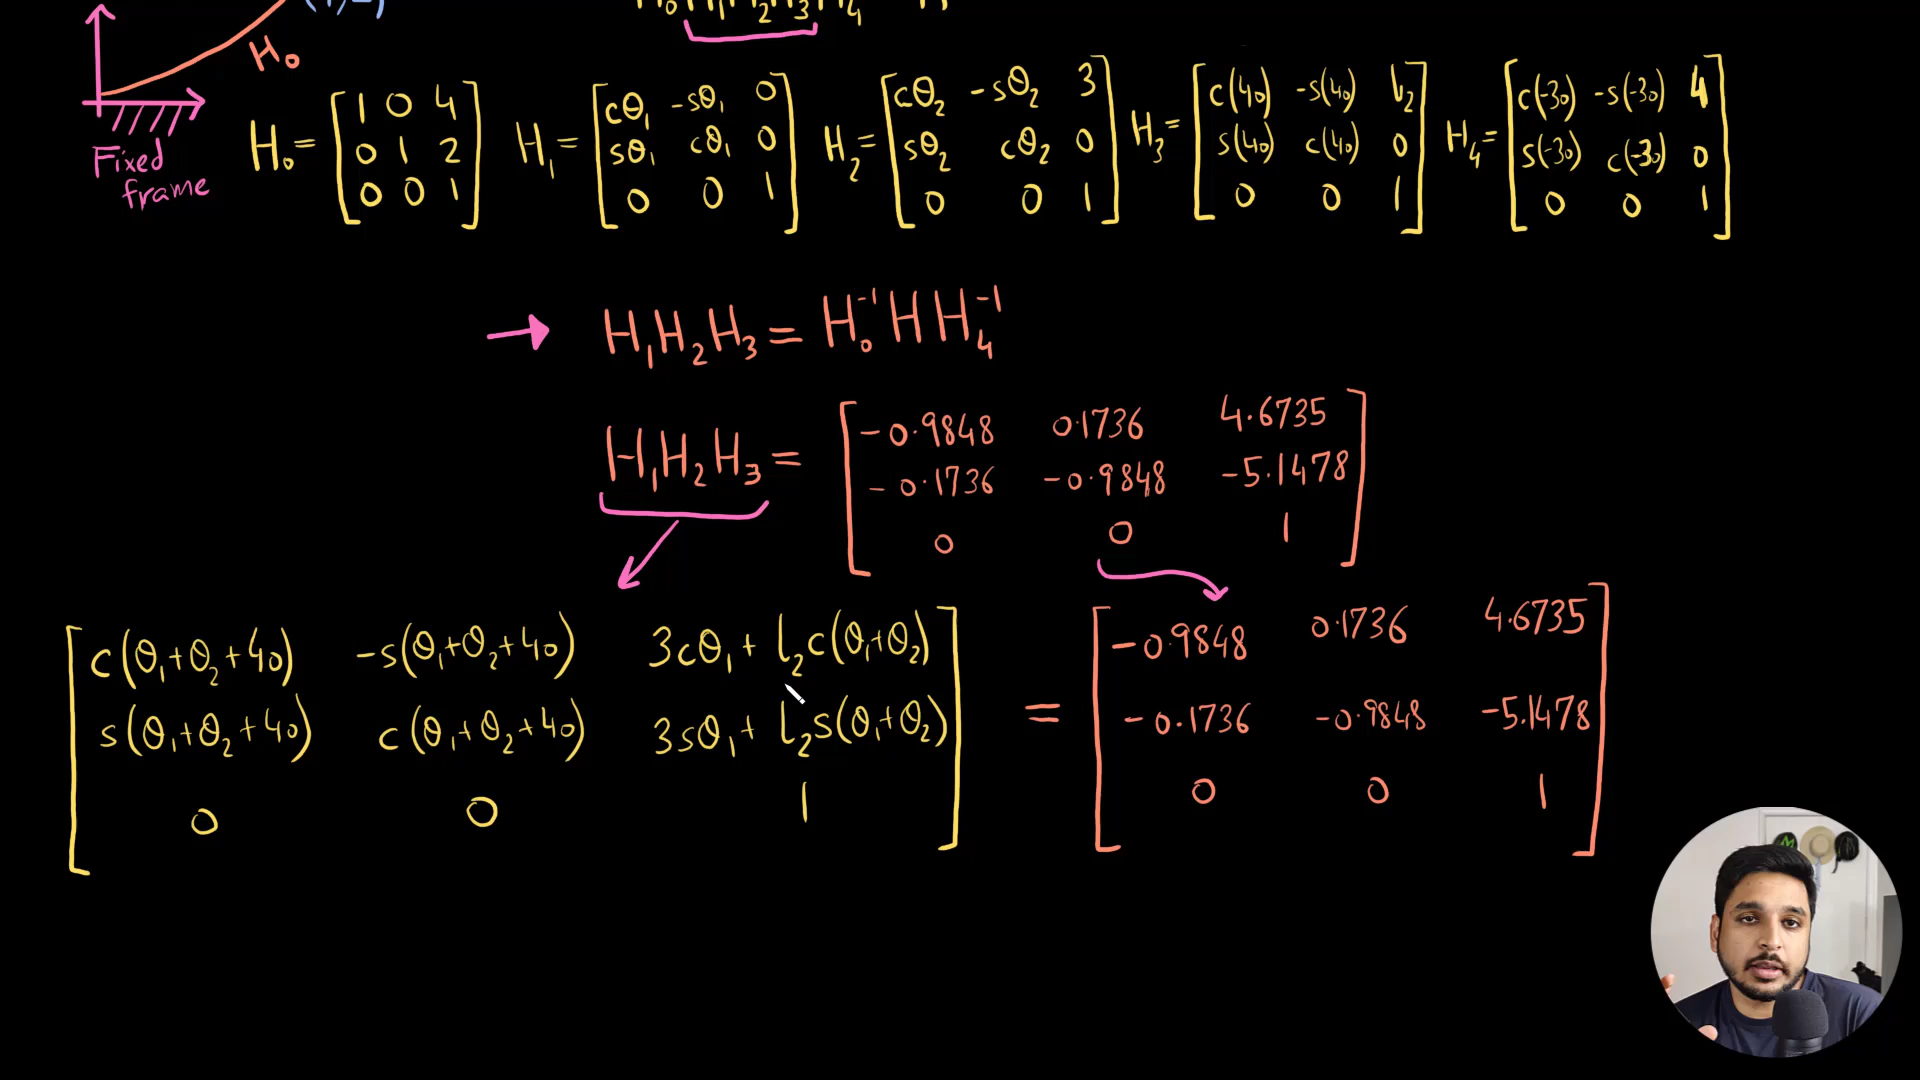 H₀
Fixed
frame
H₀ = [1 0 4
0 1 2
0 0 1]
H₁ = [cθ₁ -sθ₁ 0
sθ₁ cθ₁ 0
0 0 1]
H₂ = [cθ₂ -sθ₂ 3
sθ₂ cθ₂ 0
0 0 1]
H₃ = [c(40) -s(40) l₂
s(40) c(40) 0
0 0 1]
H₄ = [c(-30) -s(-30) 4
s(-30) c(-30) 0
0 0 1]
→ H₁H₂H₃ = H₀⁻¹ H H₄⁻¹
H₁H₂H₃ = [-0.9848 0.1736 4.6735
-0.1736 -0.9848 -5.1478
0 0 1]
[c(θ₁+θ₂+40) -s(θ₁+θ₂+40) 3cθ₁ + l₂c(θ₁+θ₂)
s(θ₁+θ₂+40) c(θ₁+θ₂+40) 3sθ₁ + l₂s(θ₁+θ₂)
0 0 1]
= [-0.9848 0.1736 4.6735
-0.1736 -0.9848 -5.1478
0 0 1]